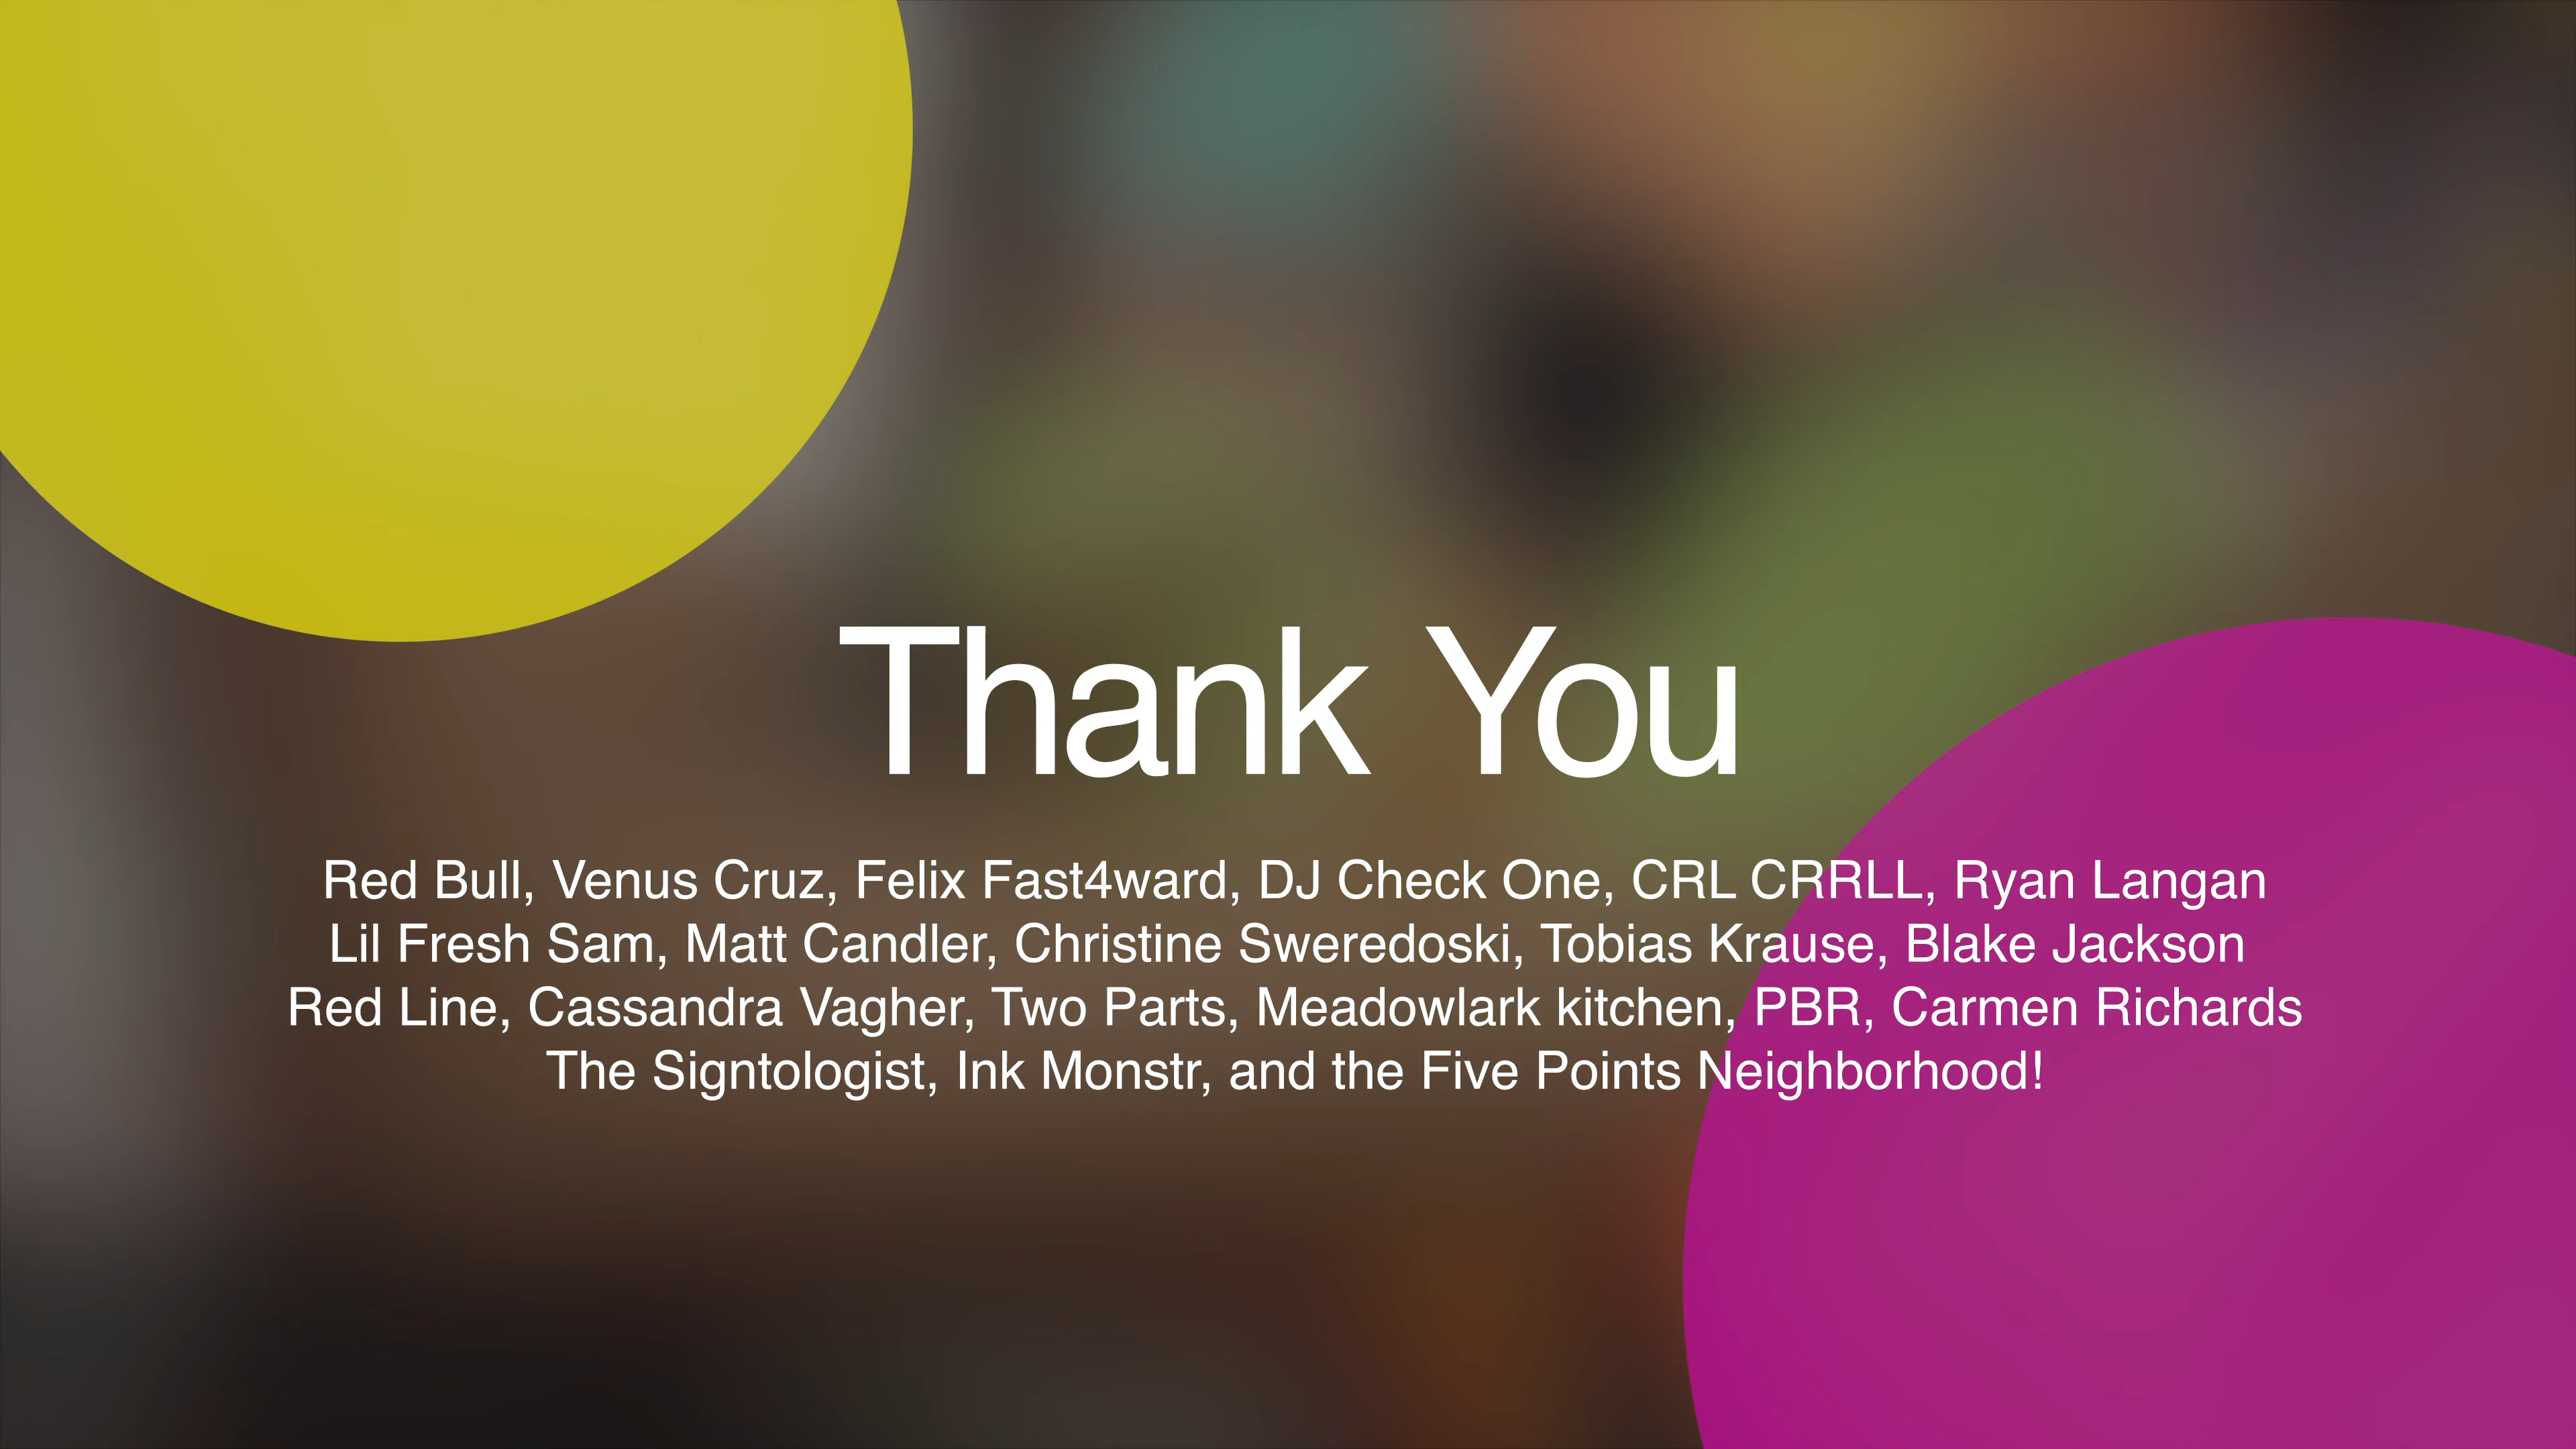 Thank You
Red Bull, Venus Cruz, Felix Fast4ward, DJ Check One, CRL CRRLL, Ryan Langan
Lil Fresh Sam, Matt Candler, Christine Sweredoski, Tobias Krause, Blake Jackson
Red Line, Cassandra Vagher, Two Parts, Meadowlark kitchen, PBR, Carmen Richards
The Signtologist, Ink Monstr, and the Five Points Neighborhood!